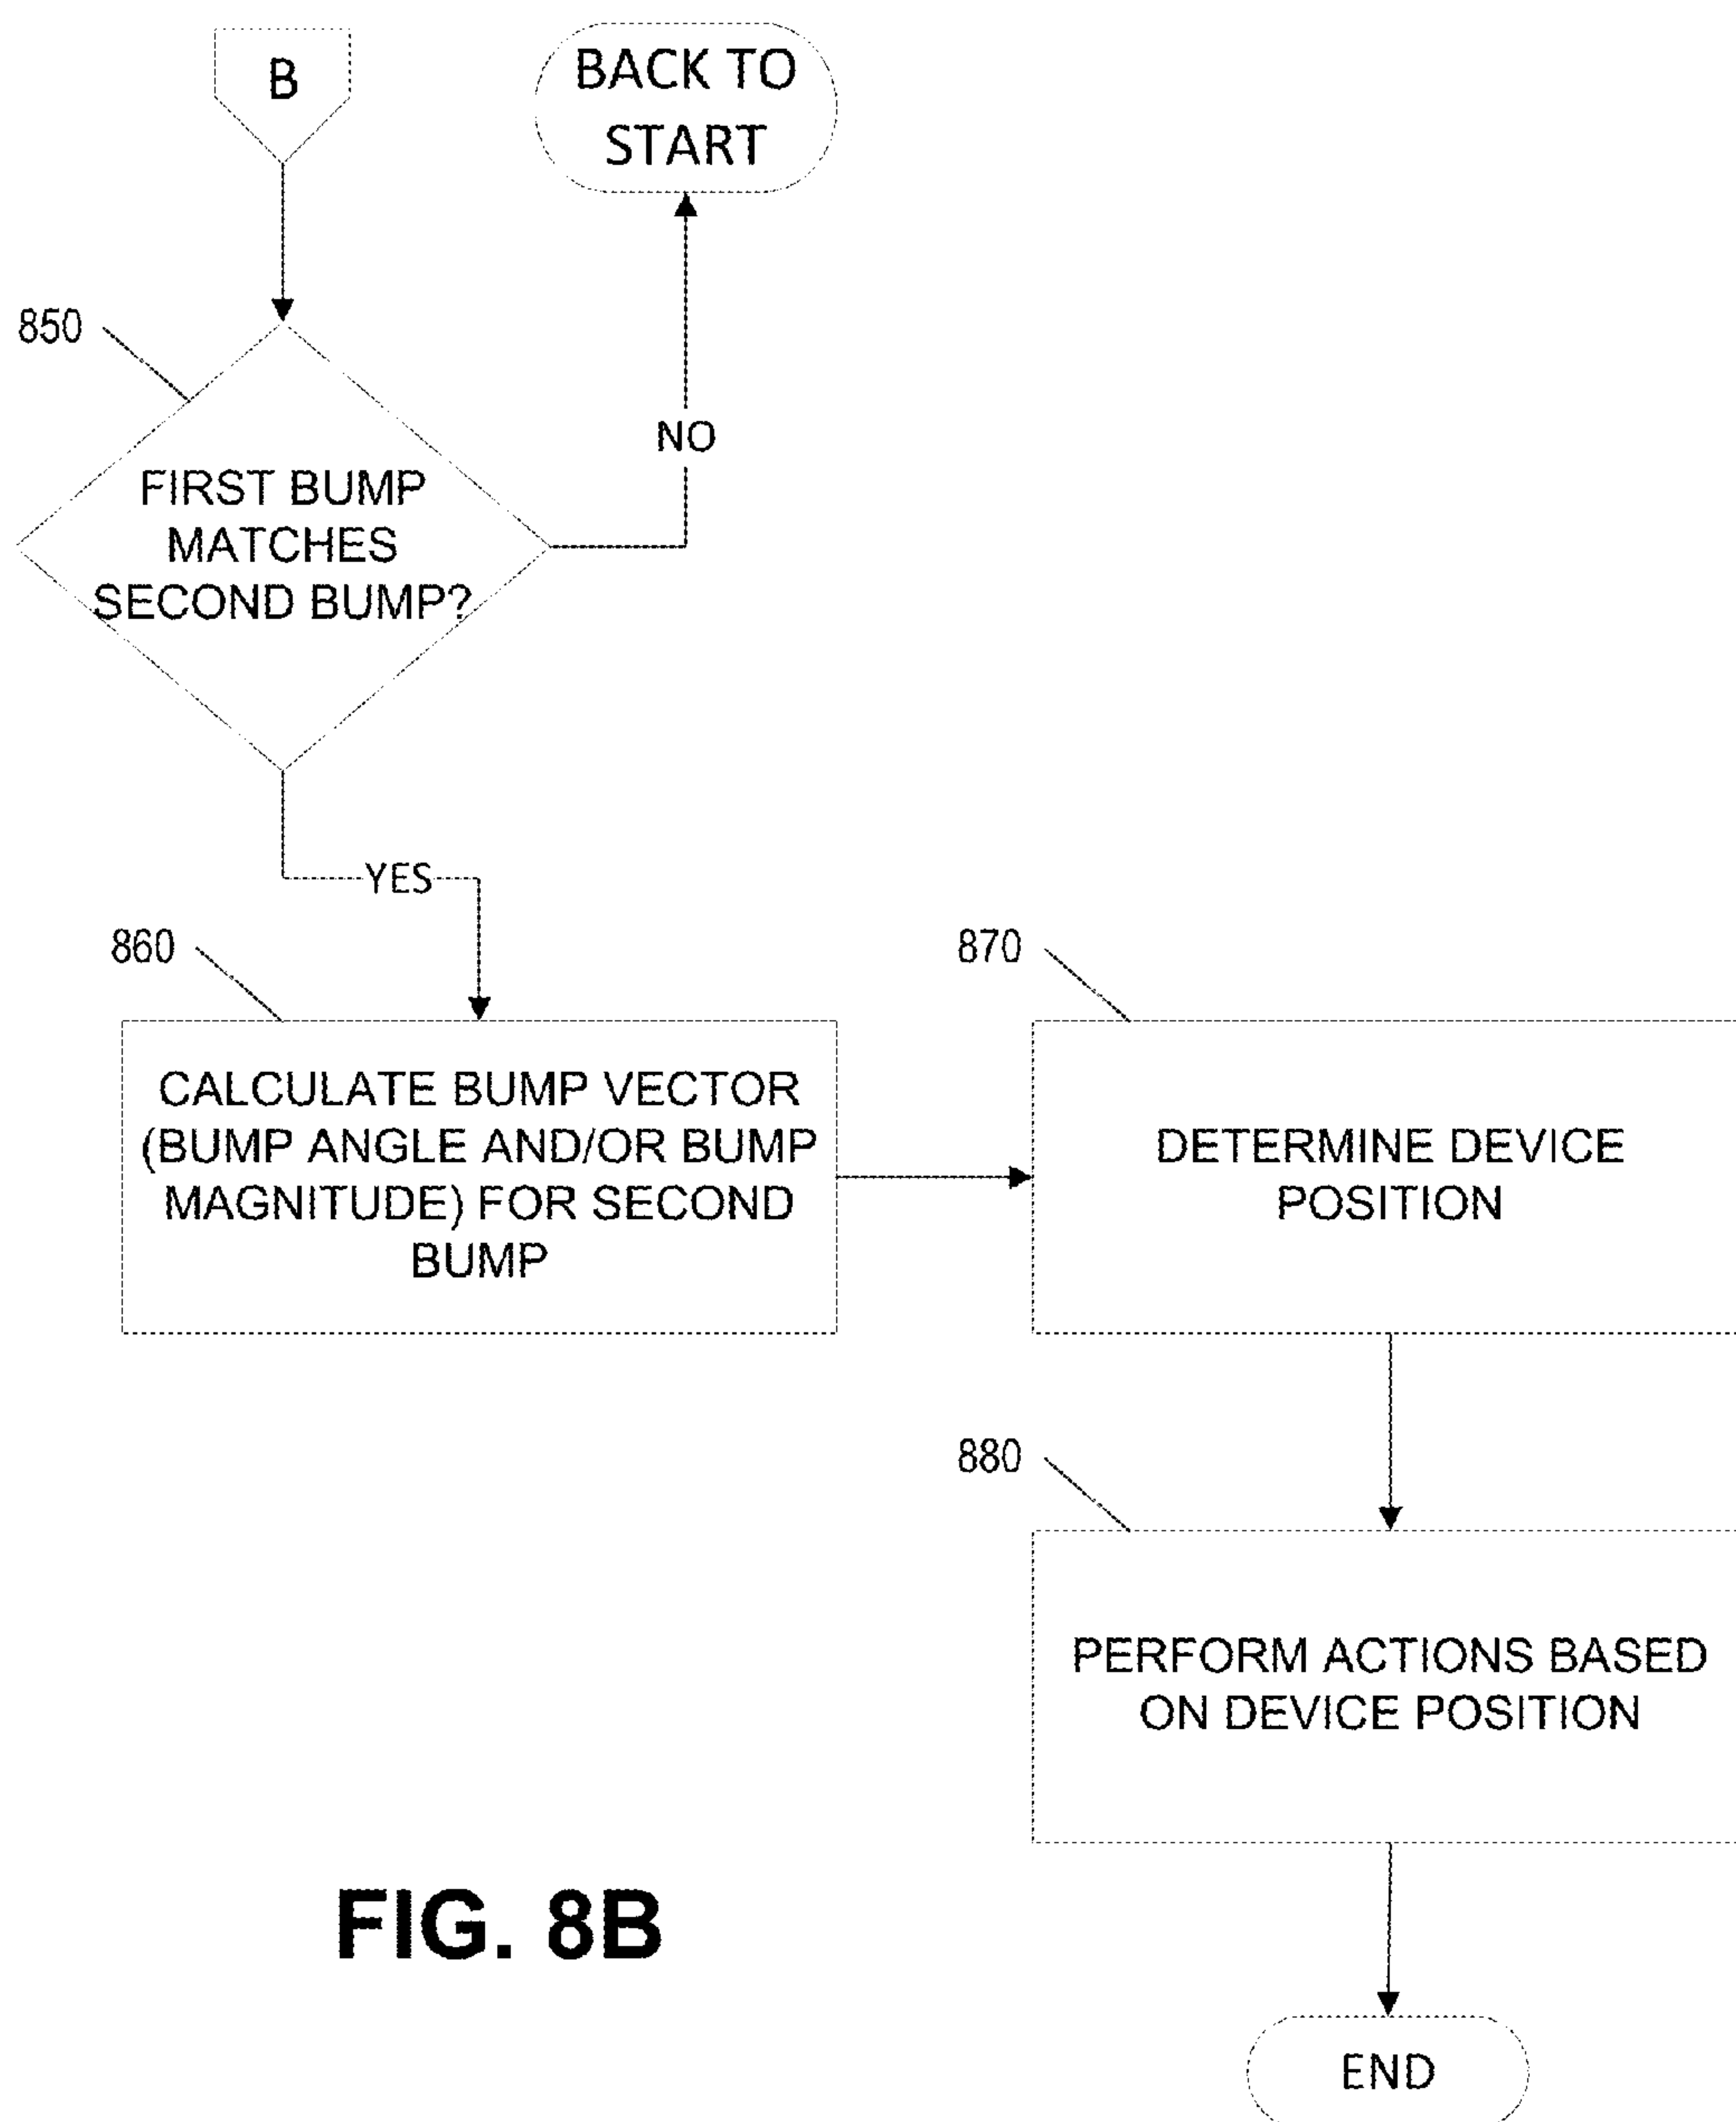 B
BACK TO
START
850
FIRST BUMP
MATCHES
SECOND BUMP?
NO
YES
860
CALCULATE BUMP VECTOR
(BUMP ANGLE AND/OR BUMP
MAGNITUDE) FOR SECOND
BUMP
870
DETERMINE DEVICE
POSITION
880
PERFORM ACTIONS BASED
ON DEVICE POSITION
END
FIG. 8B